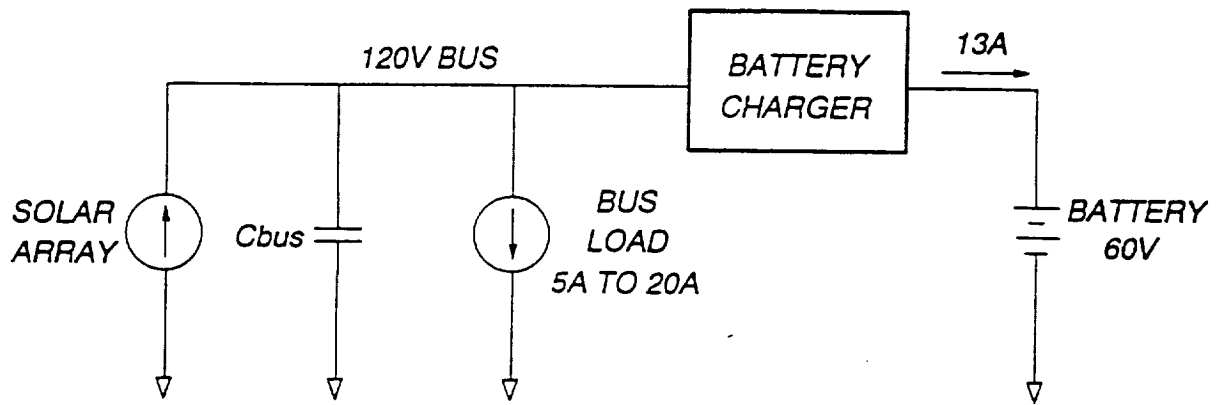 120V BUS
BATTERY
CHARGER
13A
SOLAR
ARRAY
Cbus
BUS
LOAD
5A TO 20A
BATTERY
60V